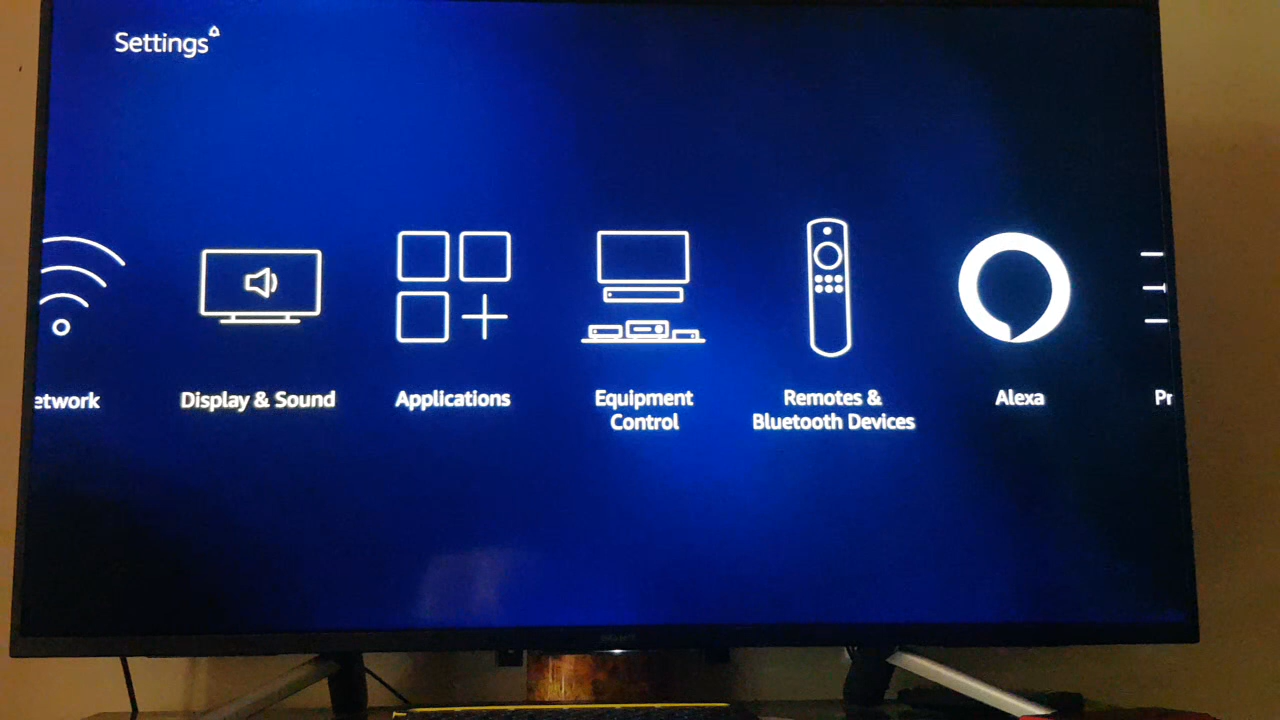 Settings
etwork
Display & Sound
Applications
Equipment
Control
Remotes &
Bluetooth Devices
Alexa
Pr